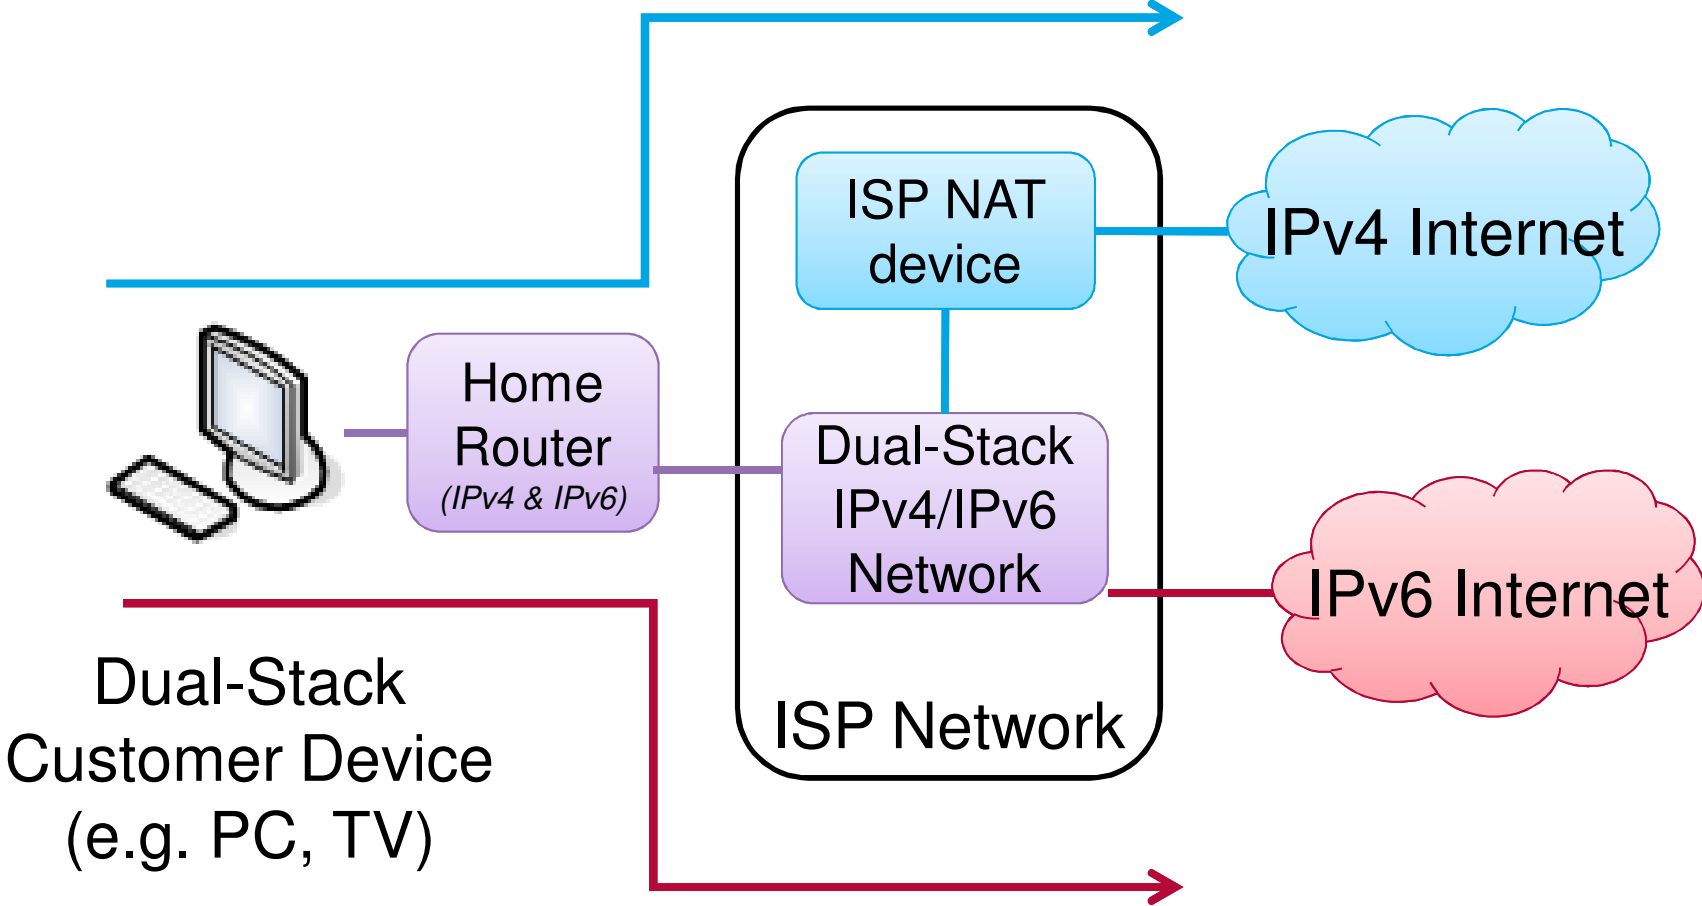 ISP NAT
device
IPv4 Internet
Home
Router
(IPv4 & IPv6)
Dual-Stack
IPv4/IPv6
Network
IPv6 Internet
ISP Network
Dual-Stack
Customer Device
(e.g. PC, TV)